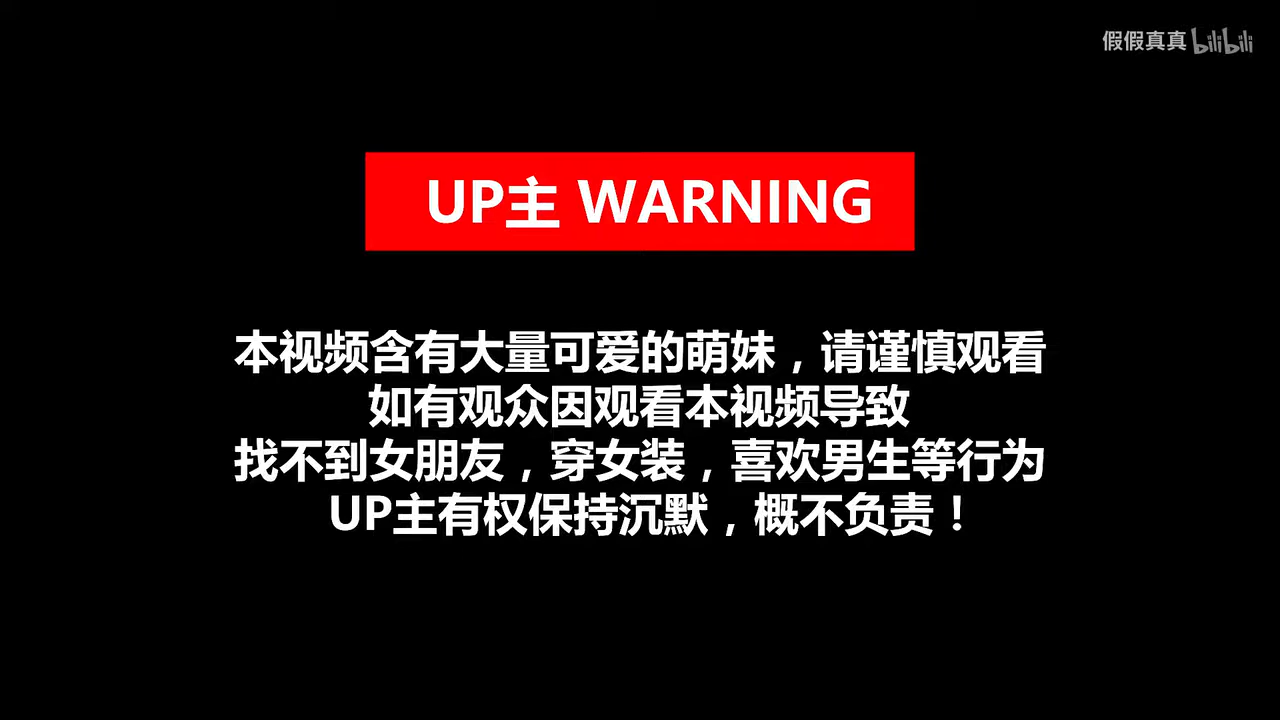 假假真真 bilibili
UP主 WARNING
本视频含有大量可爱的萌妹，请谨慎观看
如有观众因观看本视频导致
找不到女朋友，穿女装，喜欢男生等行为
UP主有权保持沉默，概不负责！